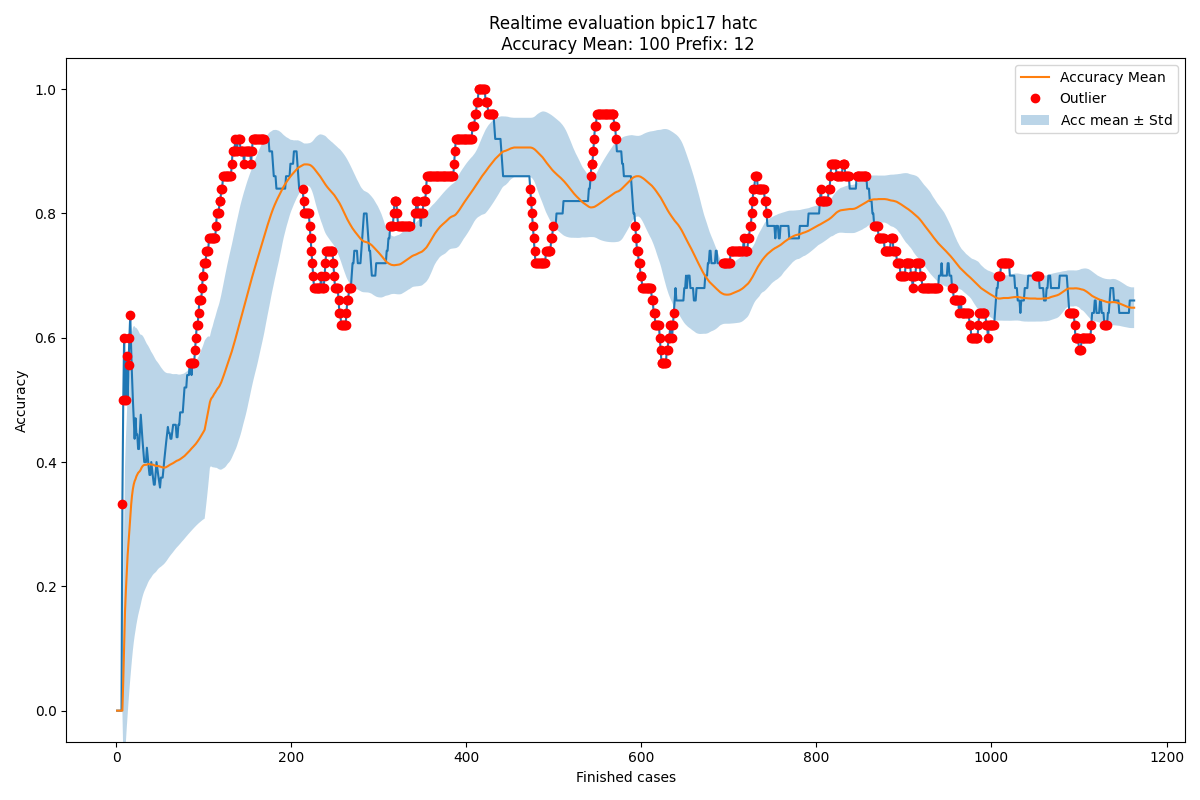 Realtime evaluation bpic17 hatc
Accuracy Mean: 100 Prefix: 12
Accuracy Mean
Outlier
Acc mean ± Std
1.0
0.8
0.6
0.4
0.2
0.0
Accuracy
0 200 400 600 800 1000 1200
Finished cases